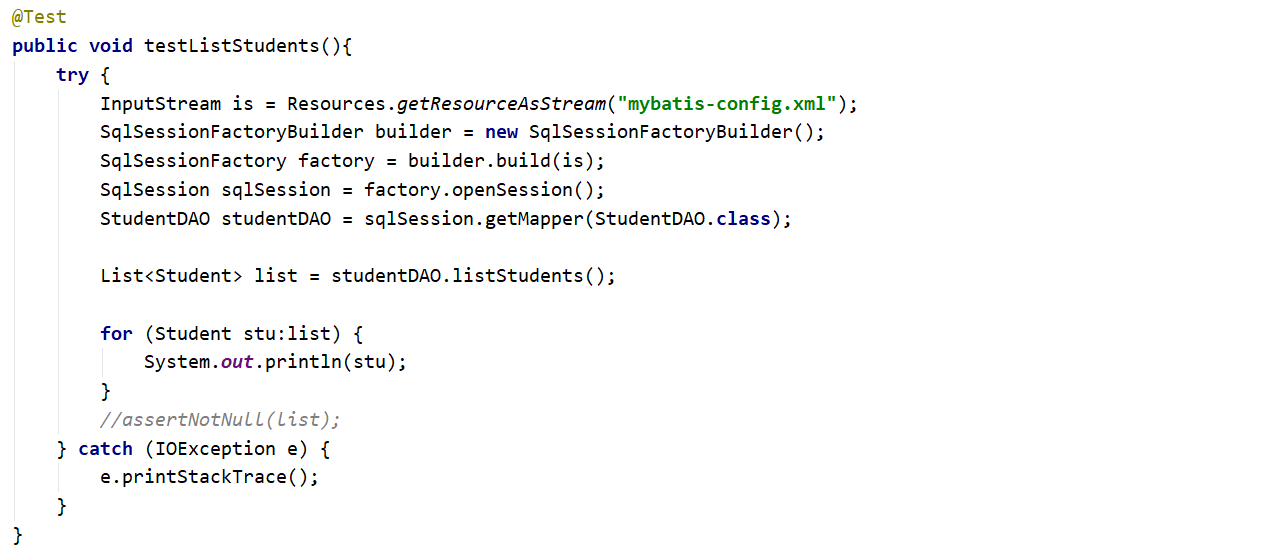 @Test
public void testListStudents(){
    try {
        InputStream is = Resources.getResourceAsStream("mybatis-config.xml");
        SqlSessionFactoryBuilder builder = new SqlSessionFactoryBuilder();
        SqlSessionFactory factory = builder.build(is);
        SqlSession sqlSession = factory.openSession();
        StudentDAO studentDAO = sqlSession.getMapper(StudentDAO.class);

        List<Student> list = studentDAO.listStudents();

        for (Student stu:list) {
            System.out.println(stu);
        }
        //assertNotNull(list);
    } catch (IOException e) {
        e.printStackTrace();
    }
}